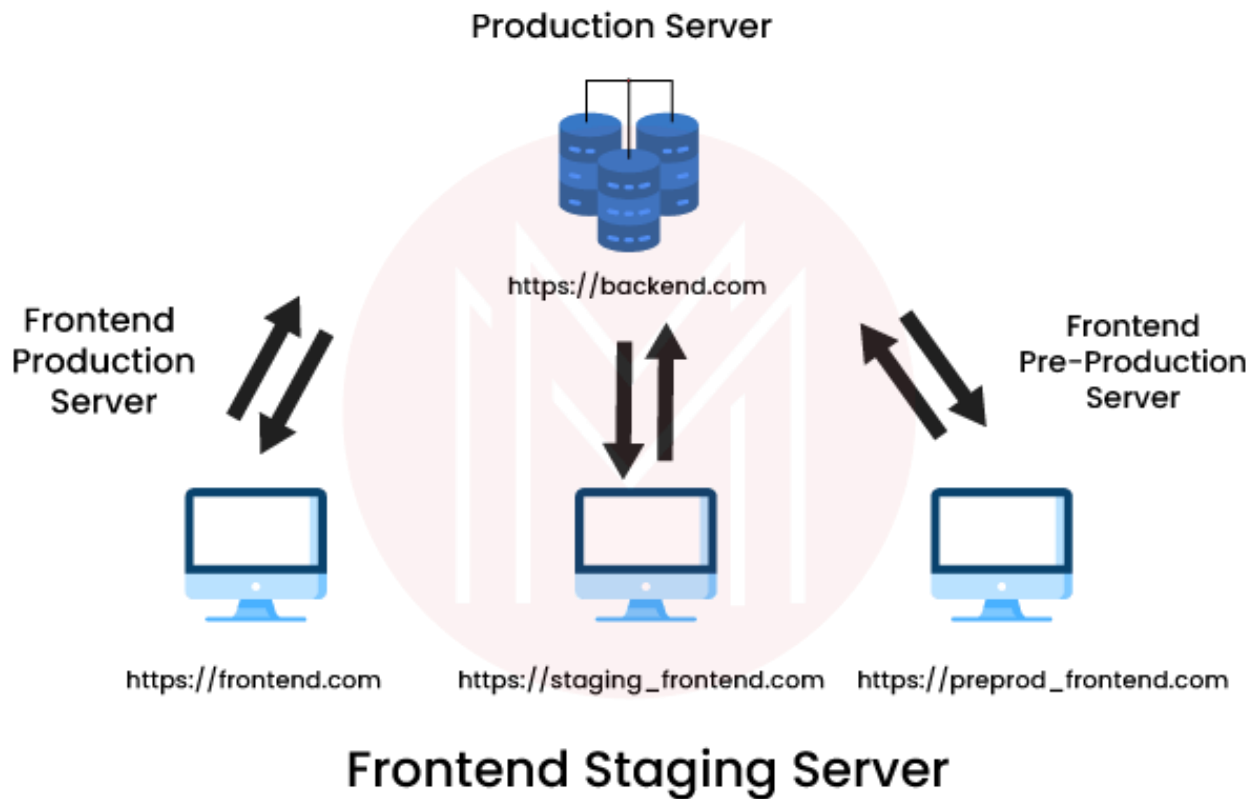 Production Server
https://backend.com
Frontend
Production
Server
Frontend
Pre-Production
Server
https://frontend.com
https://staging_frontend.com
https://preprod_frontend.com
Frontend Staging Server